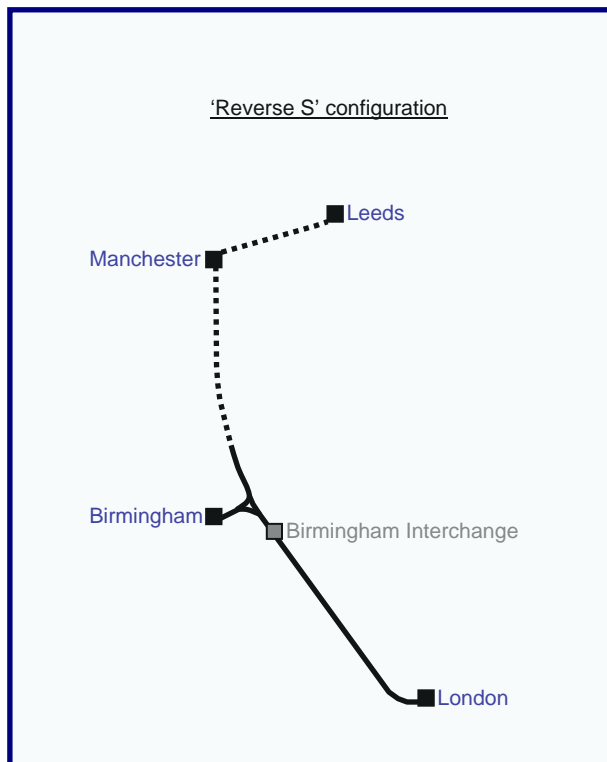 ‘Reverse S’ configuration
Leeds
Manchester
Birmingham
Birmingham Interchange
London